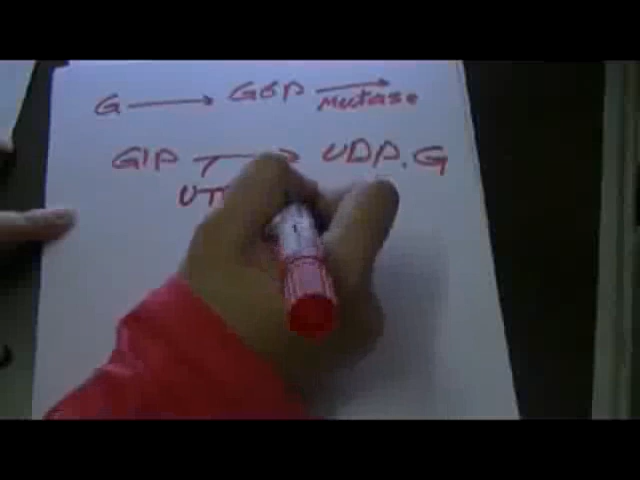 G → G6P → Mutase
G1P → UDP.G